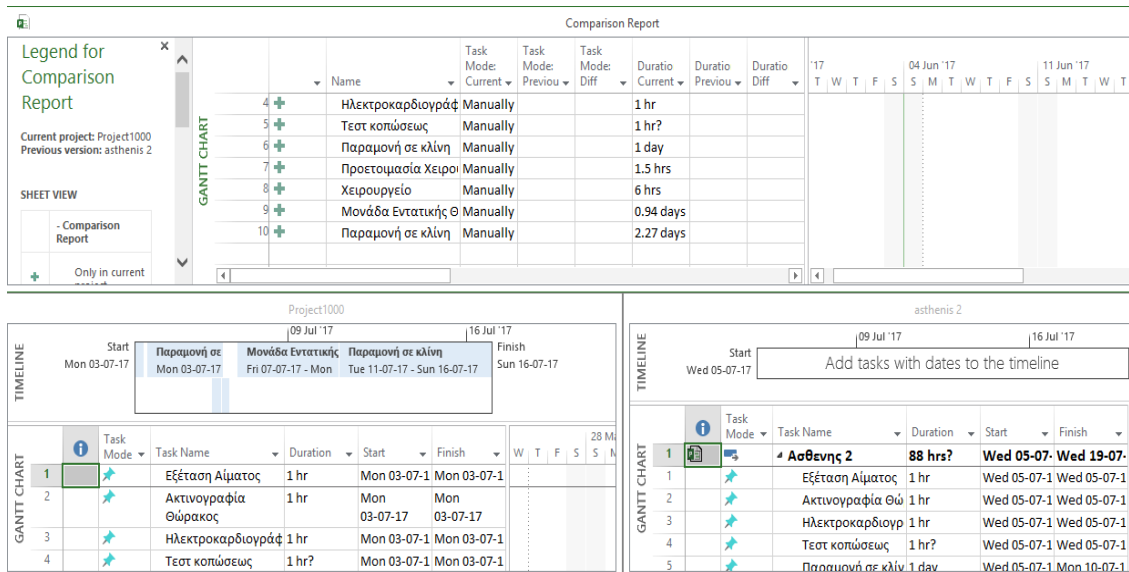 Comparison Report
Legend for
Comparison
Report
Current project: Project1000
Previous version: asthenis 2
SHEET VIEW
- Comparison
Report
Only in current
GANTT CHART
Name
Task Mode: Current
Task Mode: Previou
Task Mode: Diff
Duratio Current
Duratio Previou
Duratio Diff
'17 04 Jun '17 11 Jun '17
T W T F S S M T W T F S S M T W T
4 Ηλεκτροκαρδιογράφ Manually 1 hr
5 Τεστ κοπώσεως Manually 1 hr?
6 Παραμονή σε κλίνη Manually 1 day
7 Προετοιμασία Χειρου Manually 1.5 hrs
8 Χειρουργείο Manually 6 hrs
9 Μονάδα Εντατικής Θ Manually 0.94 days
10 Παραμονή σε κλίνη Manually 2.27 days
Project1000
TIMELINE
09 Jul '17 16 Jul '17
Start
Mon 03-07-17
Παραμονή σε Μονάδα Εντατικής Παραμονή σε κλίνη
Mon 03-07-17 Fri 07-07-17 - Mon Tue 11-07-17 - Sun 16-07-17
Finish
Sun 16-07-17
GANTT CHART
Task Mode Task Name Duration Start Finish
28 Ma
W T F S S M
1 Εξέταση Αίματος 1 hr Mon 03-07-1 Mon 03-07-1
2 Ακτινογραφία Θώρακος 1 hr Mon 03-07-17 Mon 03-07-17
3 Ηλεκτροκαρδιογράφ 1 hr Mon 03-07-1 Mon 03-07-1
4 Τεστ κοπώσεως 1 hr? Mon 03-07-1 Mon 03-07-1
asthenis 2
TIMELINE
09 Jul '17 16 Jul '17
Start
Wed 05-07-17
Add tasks with dates to the timeline
GANTT CHART
Task Mode Task Name Duration Start Finish
1 Ασθενης 2 88 hrs? Wed 05-07- Wed 19-07-
1 Εξέταση Αίματος 1 hr Wed 05-07-1 Wed 05-07-1
2 Ακτινογραφία Θώ 1 hr Wed 05-07-1 Wed 05-07-1
3 Ηλεκτροκαρδιογρ 1 hr Wed 05-07-1 Wed 05-07-1
4 Τεστ κοπώσεως 1 hr? Wed 05-07-1 Wed 05-07-1
5 Παραμονή σε κλίν 1 day Wed 05-07-1 Mon 10-07-1